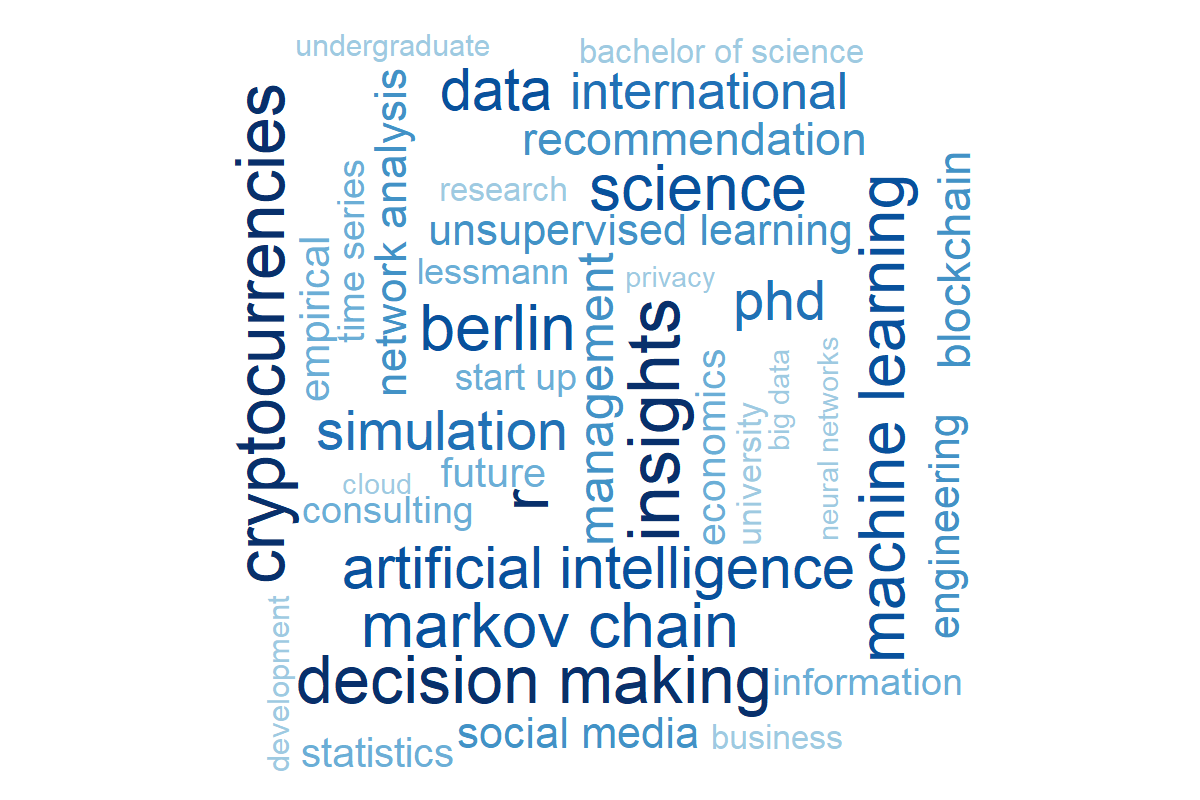 undergraduate
bachelor of science
data
international
recommendation
cryptocurrencies
network analysis
time series
empirical
research
science
unsupervised learning
machine learning
blockchain
lessmann
privacy
berlin
management
insights
phd
start up
economics
big data
neural networks
university
simulation
future
cloud
r
consulting
engineering
artificial intelligence
markov chain
decision making
information
development
social media
business
statistics